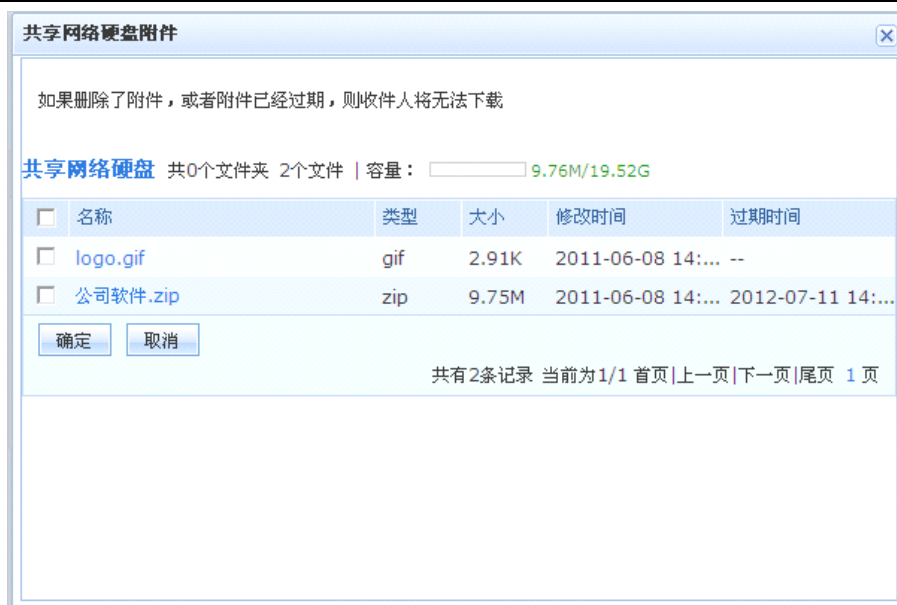 共享网络硬盘附件
如果删除了附件，或者附件已经过期，则收件人将无法下载
共享网络硬盘 共0个文件夹 2个文件 | 容量： 9.76M/19.52G
名称 类型 大小 修改时间 过期时间
logo.gif gif 2.91K 2011-06-08 14:... --
公司软件.zip zip 9.75M 2011-06-08 14:... 2012-07-11 14:...
确定 取消
共有2条记录 当前为1/1 首页|上一页|下一页|尾页 1 页